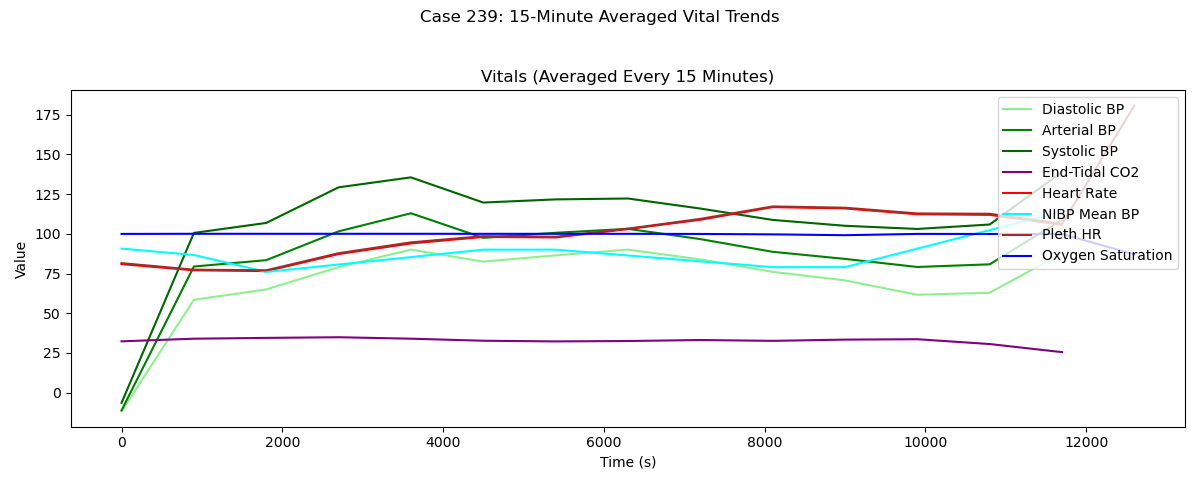 Case 239: 15-Minute Averaged Vital Trends
Vitals (Averaged Every 15 Minutes)
Value
175
150
125
100
75
50
25
0
Diastolic BP
Arterial BP
Systolic BP
End-Tidal CO2
Heart Rate
NIBP Mean BP
Pleth HR
Oxygen Saturation
0 2000 4000 6000 8000 10000 12000
Time (s)